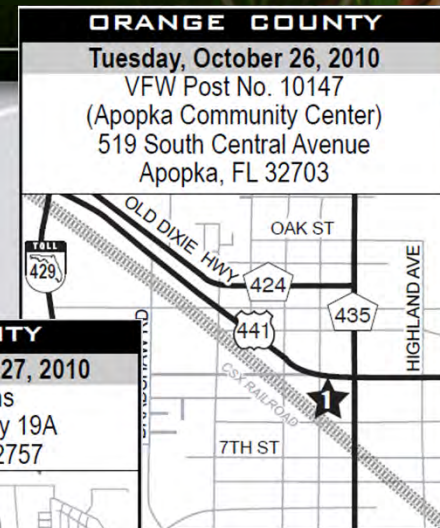 ORANGE COUNTY
Tuesday, October 26, 2010
VFW Post No. 10147
(Apopka Community Center)
519 South Central Avenue
Apopka, FL 32703
OLD DIXIE HWY
OAK ST
TOLL
429
424
435
HIGHLAND AVE
441
CSX RAILROAD
1
7TH ST
27, 2010
19A
2757